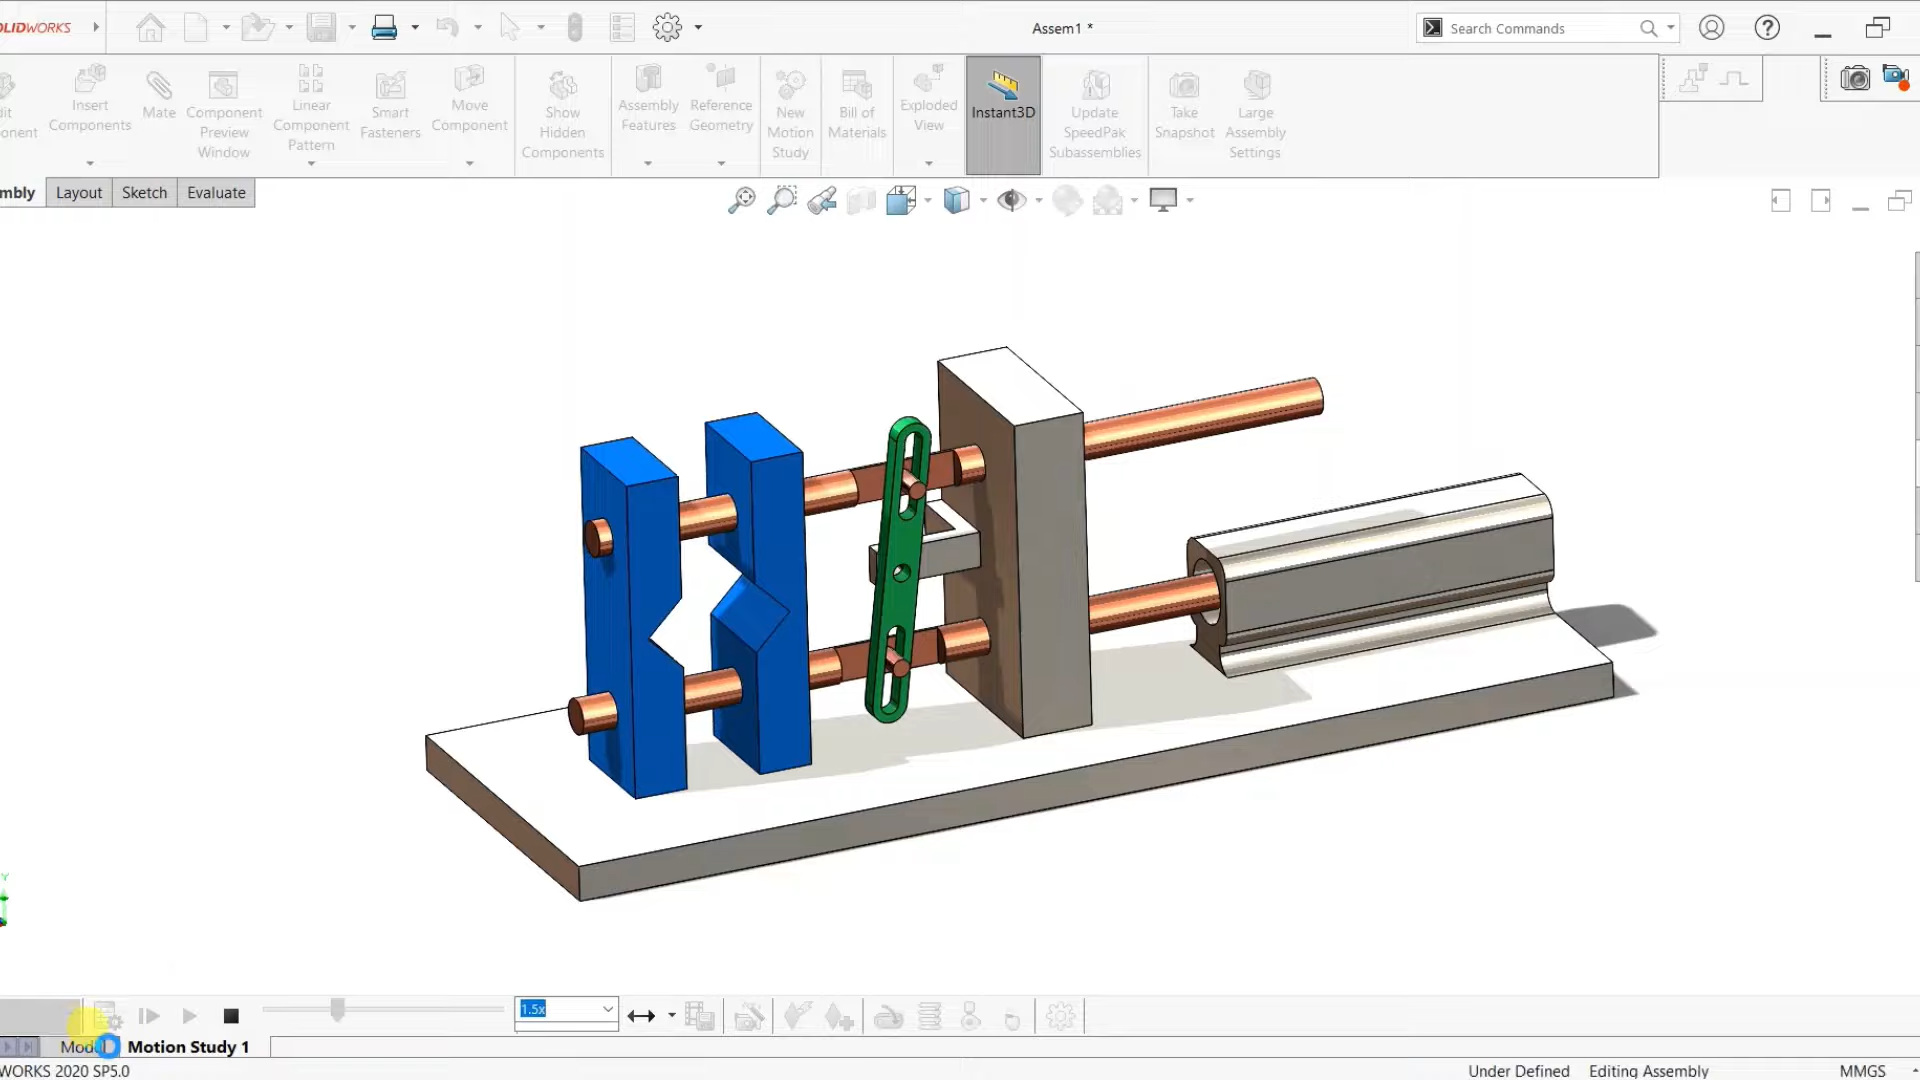 OLIDWORKS
Assem1 *
Search Commands
Insert
Components
Mate
Component
Preview
Window
Linear
Component
Pattern
Smart
Fasteners
Move
Component
Show
Hidden
Components
Assembly
Features
Reference
Geometry
New
Motion
Study
Bill of
Materials
Exploded
View
Instant3D
Update
SpeedPak
Subassemblies
Take
Snapshot
Large
Assembly
Settings
dit
onent
mbly
Layout
Sketch
Evaluate
Y
1.5x
Motion Study 1
WORKS 2020 SP5.0
Under Defined
Editing Assembly
MMGS